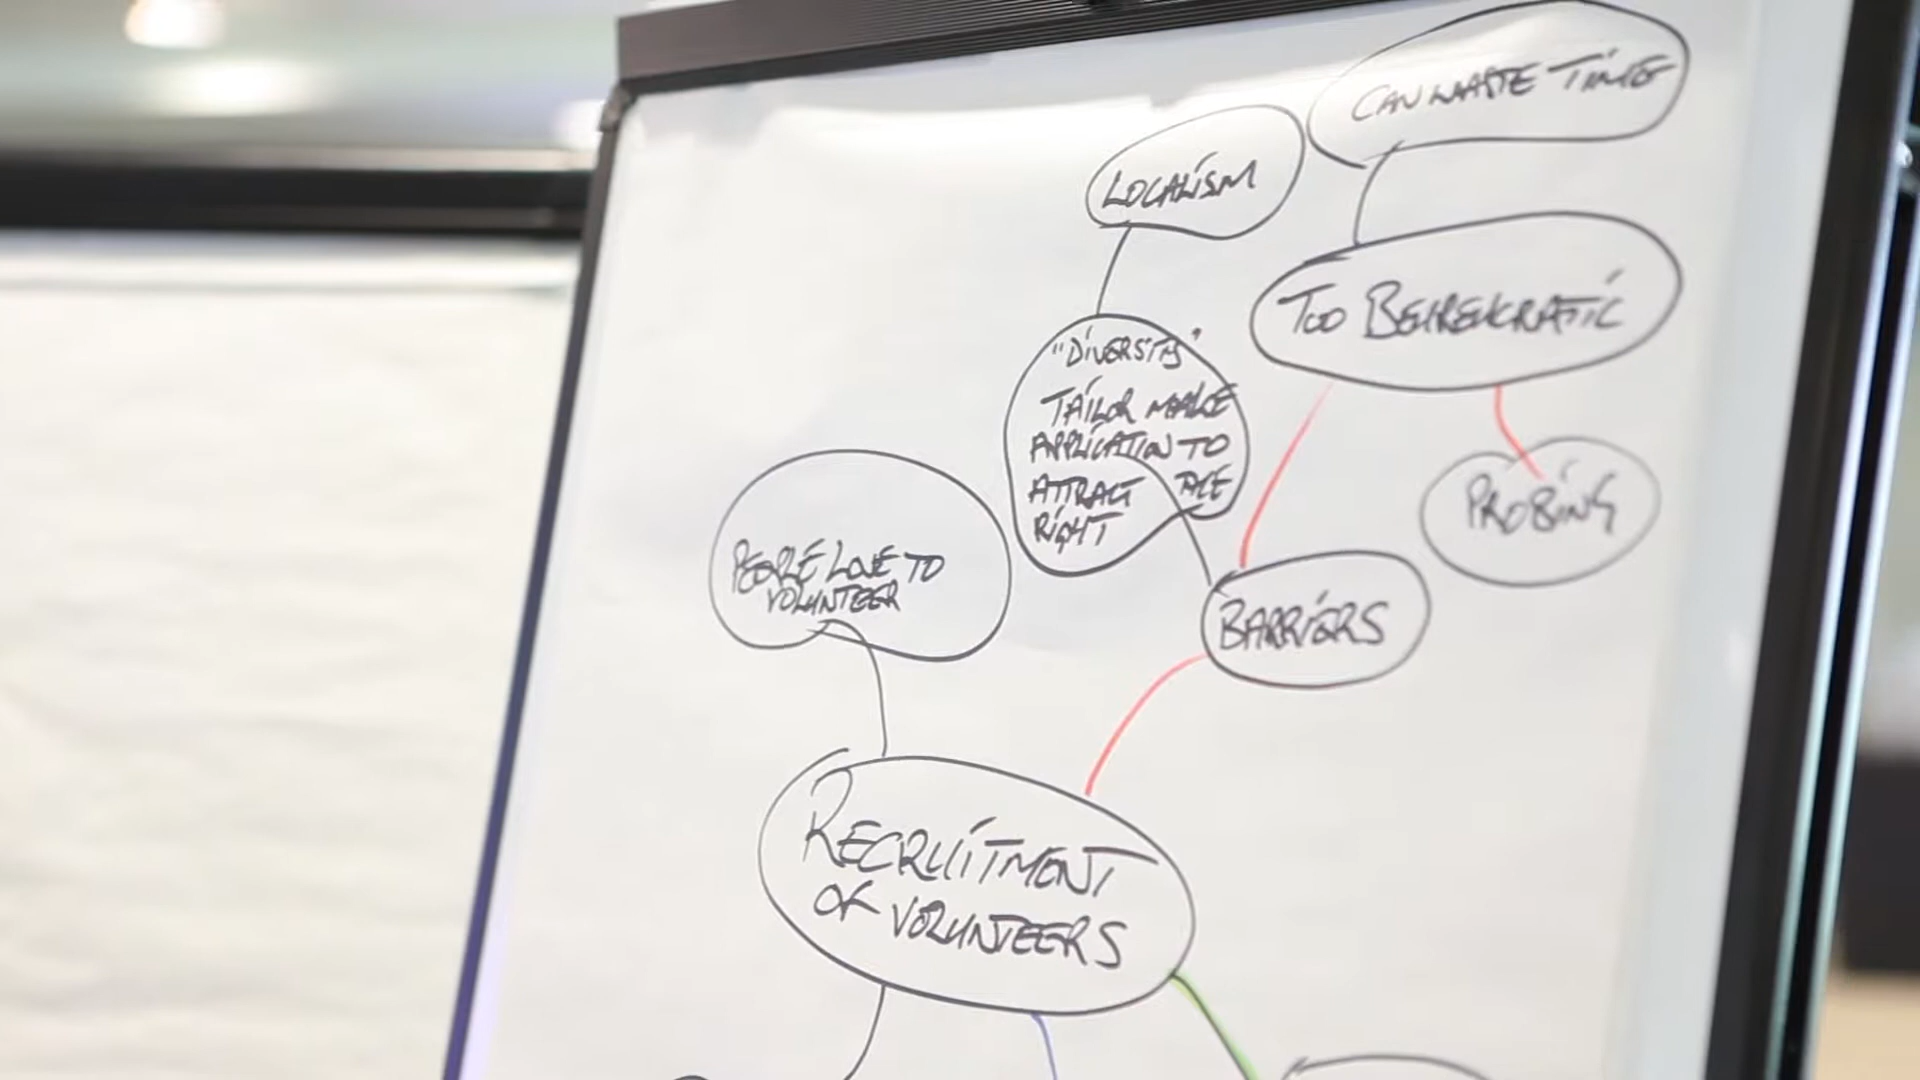 CAN WASTE TIME
LOCALISM
TOO BEIREUKRATIC
"DIVERSITY"
TAILOR MAKE
APPLICATION TO
ATTRACT
RIGHT
PROBING
PEOPLE LOVE TO
VOLUNTEER
BARRIERS
RECRUITMENT
OF VOLUNTEERS